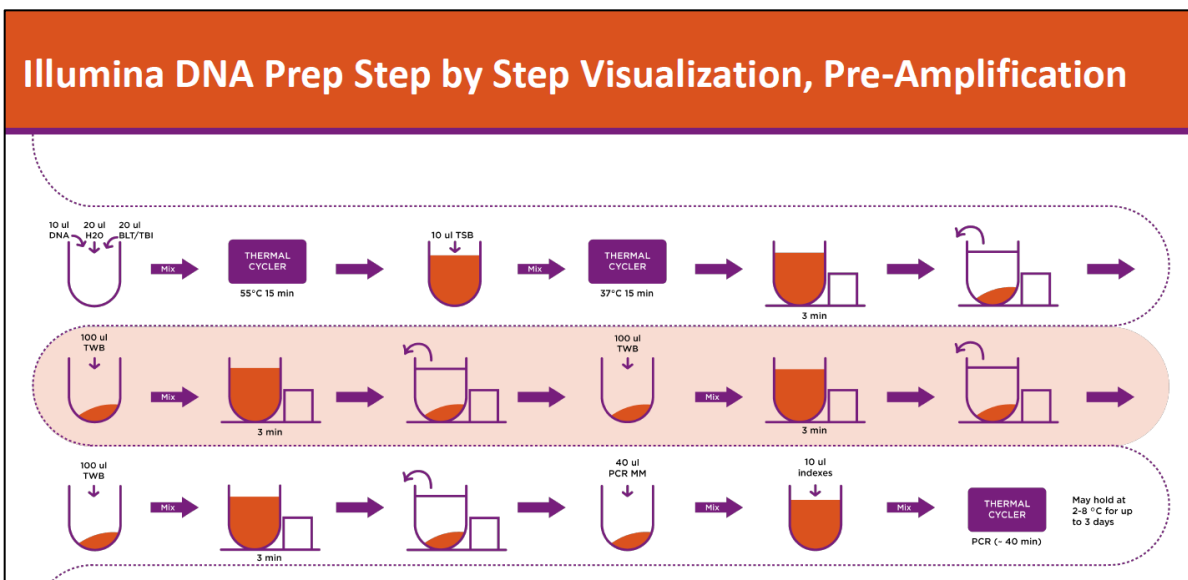 Illumina DNA Prep Step by Step Visualization, Pre-Amplification
10 ul
DNA
20 ul
H2O
20 ul
BLT/TBI
Mix
THERMAL
CYCLER
55°C 15 min
10 ul TSB
Mix
THERMAL
CYCLER
37°C 15 min
3 min
100 ul
TWB
Mix
3 min
100 ul
TWB
Mix
3 min
100 ul
TWB
Mix
3 min
40 ul
PCR MM
Mix
10 ul
indexes
Mix
THERMAL
CYCLER
PCR (~ 40 min)
May hold at
2-8 °C for up
to 3 days